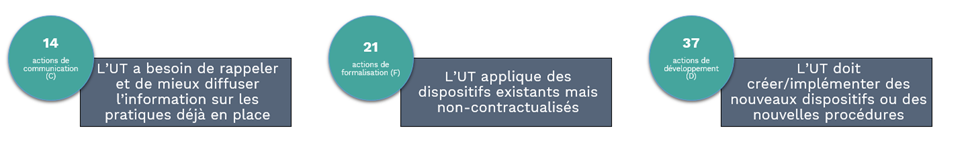 14
actions de
communication
(C)
L'UT a besoin de rappeler
et de mieux diffuser
l'information sur les
pratiques déjà en place
21
actions de
formalisation (F)
L'UT applique des
dispositifs existants mais
non-contractualisés
37
actions de
développement
(D)
L'UT doit
créer/implémenter des
nouveaux dispositifs ou des
nouvelles procédures